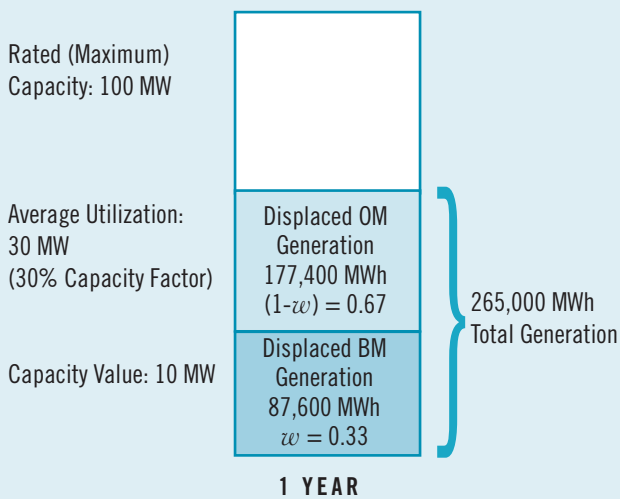 Rated (Maximum)
Capacity: 100 MW
Average Utilization:
30 MW
(30% Capacity Factor)
Capacity Value: 10 MW
Displaced OM
Generation
177,400 MWh
(1-w) = 0.67
Displaced BM
Generation
87,600 MWh
w = 0.33
265,000 MWh
Total Generation
1 YEAR